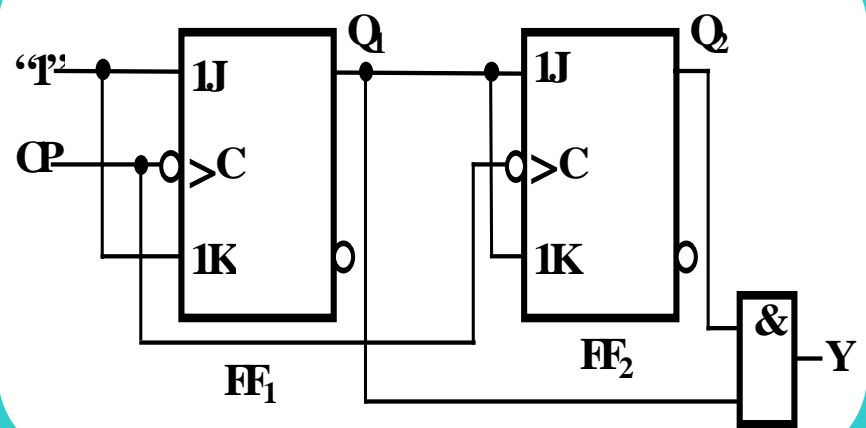 Q₁
Q₂
“1”
1J
1J
CP
>C
>C
1K
1K
&
Y
FF₁
FF₂